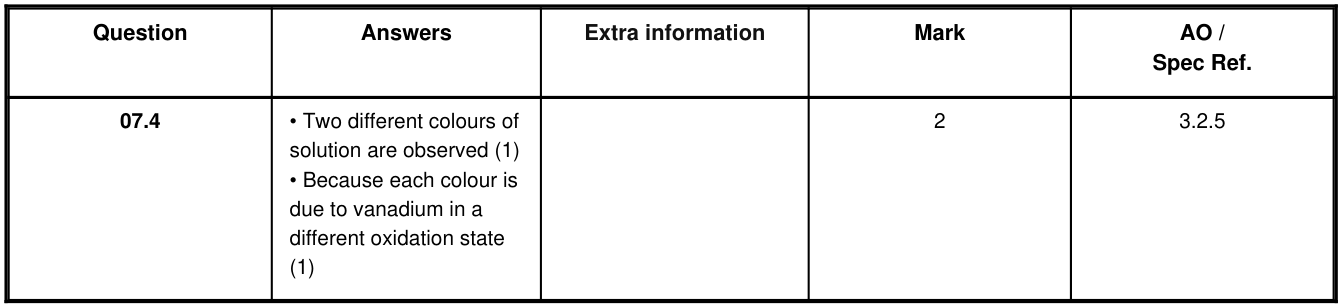 Question
Answers
Extra information
Mark
AO /
Spec Ref.
07.4
• Two different colours of
solution are observed (1)
• Because each colour is
due to vanadium in a
different oxidation state
(1)
2
3.2.5